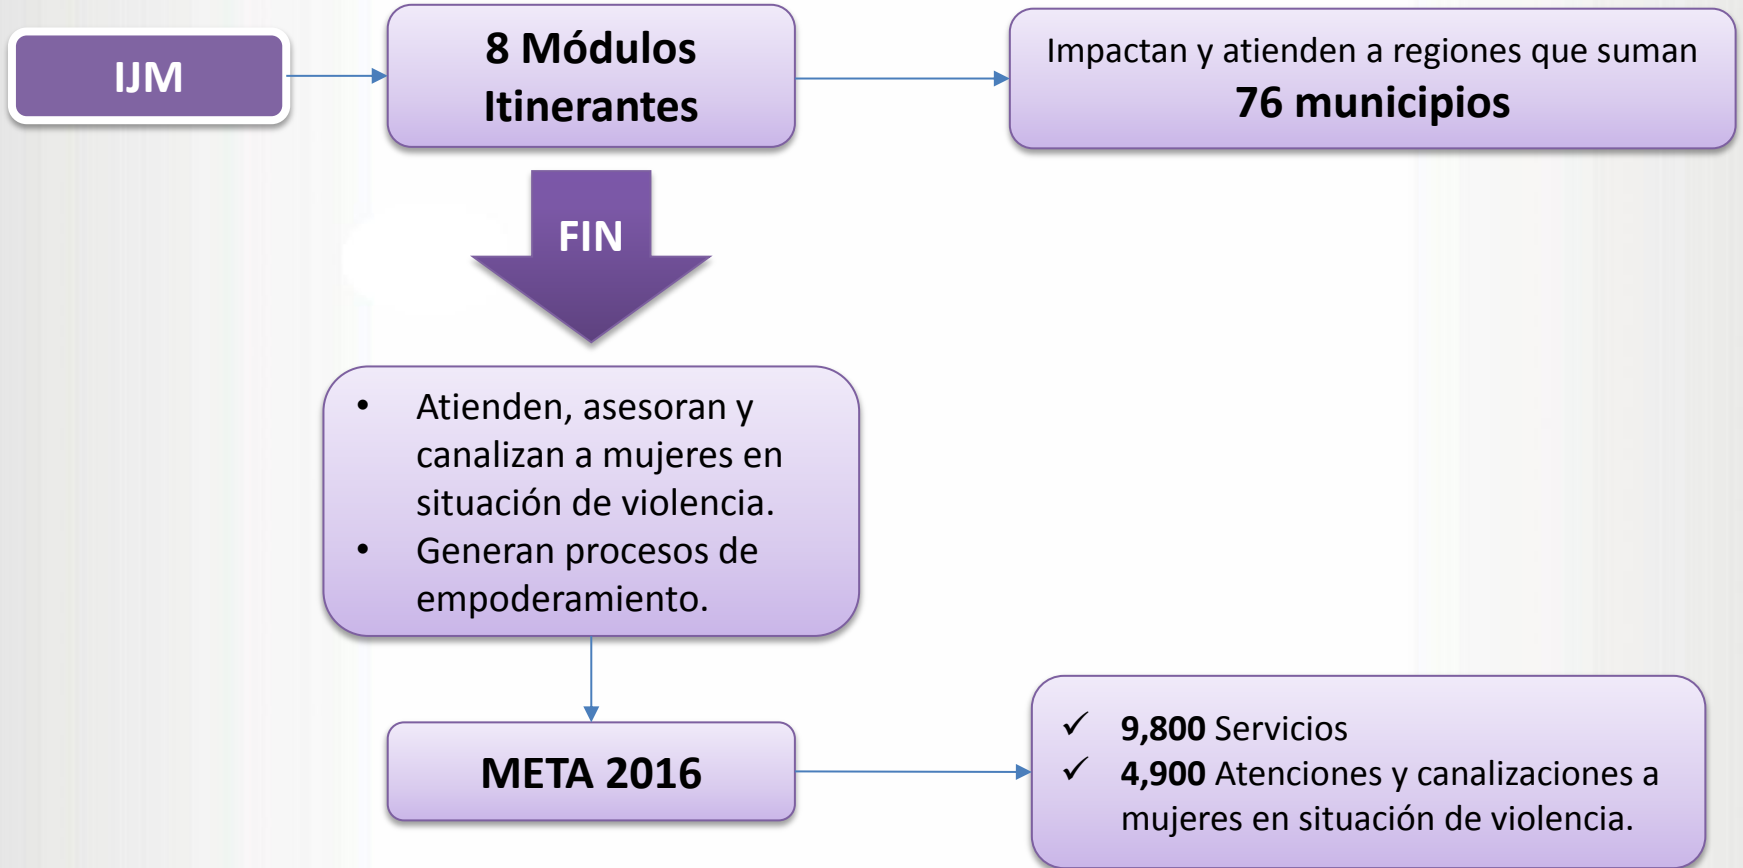 IJM
8 Módulos
Itinerantes
Impactan y atienden a regiones que suman
76 municipios
FIN
• Atienden, asesoran y
canalizan a mujeres en
situación de violencia.
• Generan procesos de
empoderamiento.
META 2016
✓ 9,800 Servicios
✓ 4,900 Atenciones y canalizaciones a
mujeres en situación de violencia.